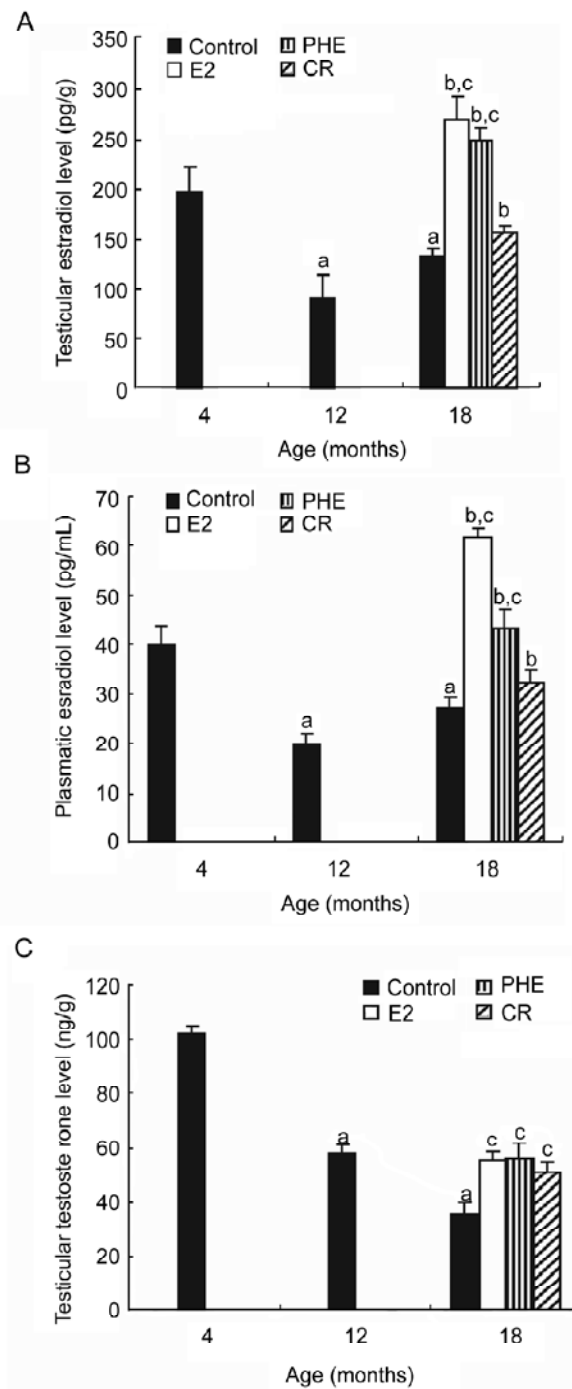 A
Testicular estradiol level (pg/g)
350
300
250
200
150
100
50
0
Control
PHE
E2
CR
a
a
b,c
b,c
b
4
12
18
Age (months)
B
Plasmatic esradiol level (pg/mL)
70
60
50
40
30
20
10
0
Control
PHE
E2
CR
a
a
b,c
b,c
b
4
12
18
Age (months)
C
Testicular testoste rone level (ng/g)
120
100
80
60
40
20
0
Control
PHE
E2
CR
a
a
c
c
c
4
12
18
Age (months)